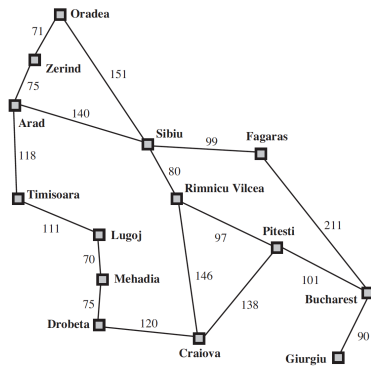 Oradea
71
Zerind
75
151
Arad
140
Sibiu
99
Fagaras
118
80
Rimnicu Vilcea
Timisoara
211
111
Lugoj
97
Pitesti
70
146
101
Mehadia
138
Bucharest
75
120
90
Drobeta
Craiova
Giurgiu